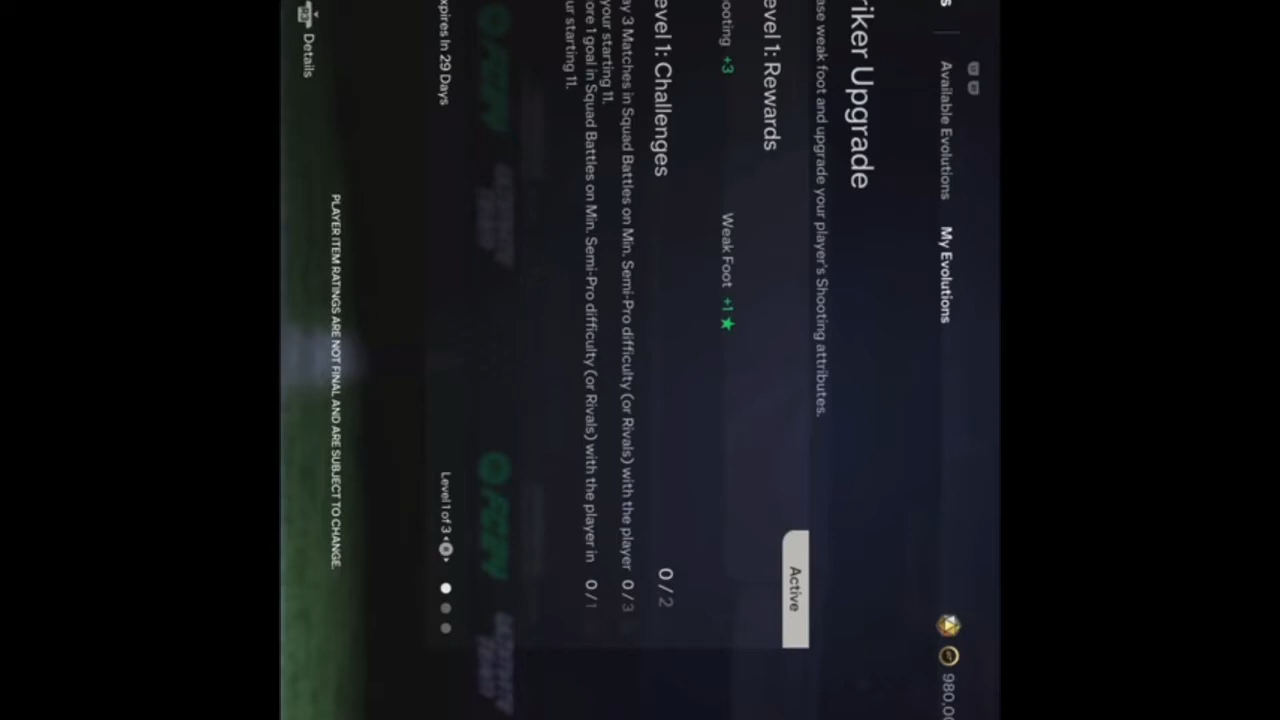 s
Available Evolutions My Evolutions 980,00
riker Upgrade
ase weak foot and upgrade your player's Shooting attributes.
Active
evel 1: Rewards
ooting +3 Weak Foot +1★
evel 1: Challenges 0 / 2
ay 3 Matches in Squad Battles on Min. Semi-Pro difficulty (or Rivals) with the player 0 / 3
your starting 11.
ore 1 goal in Squad Battles on Min. Semi-Pro difficulty (or Rivals) with the player in 0 / 1
ur starting 11.
xpires In 29 Days Level 1 of 3
PLAYER ITEM RATINGS ARE NOT FINAL AND ARE SUBJECT TO CHANGE.
Details